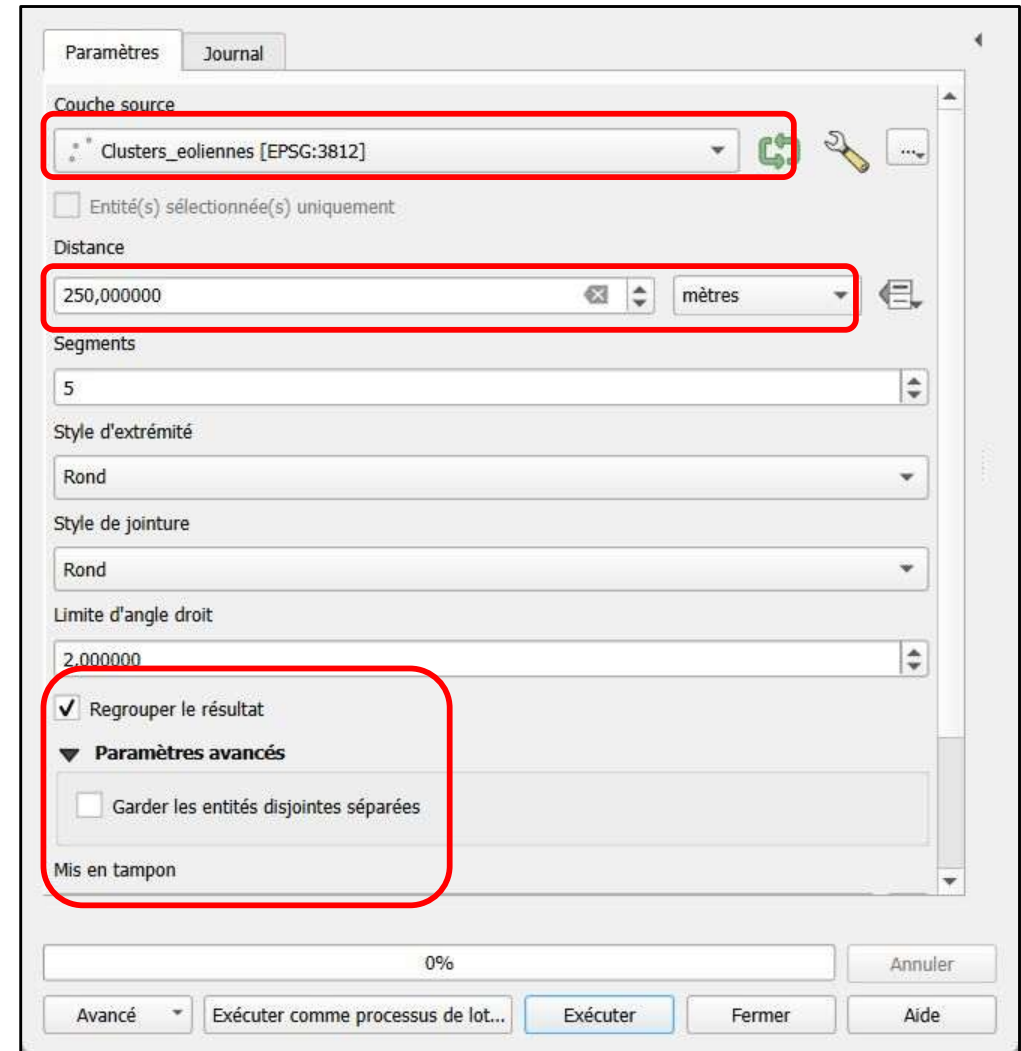 Paramètres Journal
Couche source
Clusters_eoliennes [EPSG:3812]
...
Entité(s) sélectionnée(s) uniquement
Distance
250,000000 mètres
Segments
5
Style d'extrémité
Rond
Style de jointure
Rond
Limite d'angle droit
2,000000
Regrouper le résultat
Paramètres avancés
Garder les entités disjointes séparées
Mis en tampon
0% Annuler
Avancé Exécuter comme processus de lot... Exécuter Fermer Aide